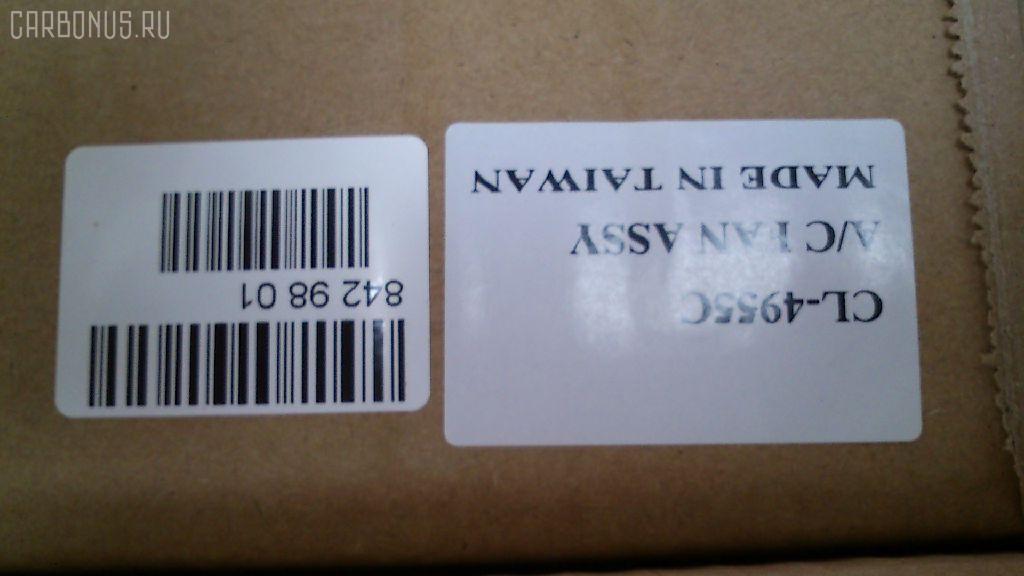 CARBONUS.RU
842 98 01
CL-4955C
A/C FAN ASSY
MADE IN TAIWAN